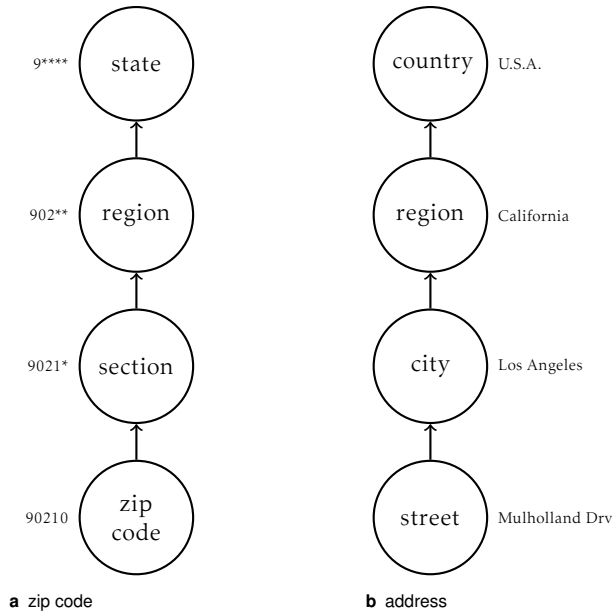 9**** state
902** region
9021* section
90210 zip
code
a zip code
country U.S.A.
region California
city Los Angeles
street Mulholland Drv
b address